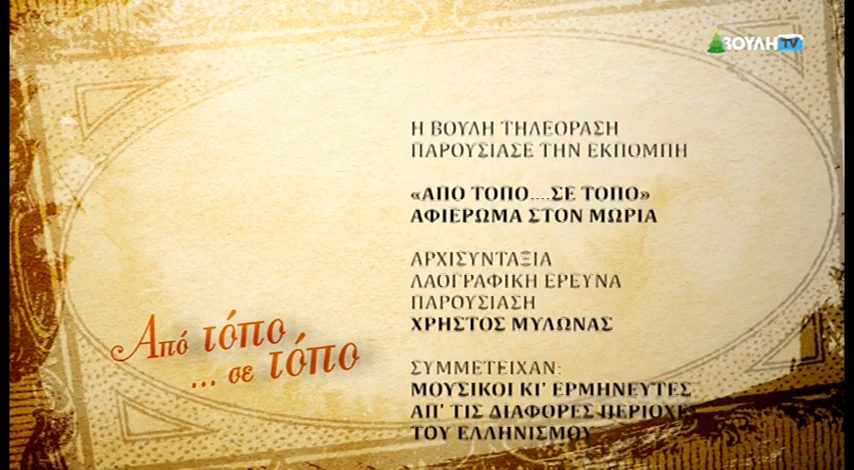 ΒΟΥΛΗ TV
Η ΒΟΥΛΗ ΤΗΛΕΟΡΑΣΗ
ΠΑΡΟΥΣΙΑΣΕ ΤΗΝ ΕΚΠΟΜΠΗ
«ΑΠΟ ΤΟΠΟ....ΣΕ ΤΟΠΟ»
ΑΦΙΕΡΩΜΑ ΣΤΟΝ ΜΩΡΙΑ
ΑΡΧΙΣΥΝΤΑΞΙΑ
ΛΑΟΓΡΑΦΙΚΗ ΕΡΕΥΝΑ
ΠΑΡΟΥΣΙΑΣΗ
ΧΡΗΣΤΟΣ ΜΥΛΩΝΑΣ
Από τόπο
... σε τόπο
ΣΥΜΜΕΤΕΙΧΑΝ:
ΜΟΥΣΙΚΟΙ ΚΙ' ΕΡΜΗΝΕΥΤΕΣ
ΑΠ' ΤΙΣ ΔΙΑΦΟΡΕΣ ΠΕΡΙΟΧΕΣ
ΤΟΥ ΕΛΛΗΝΙΣΜΟΥ